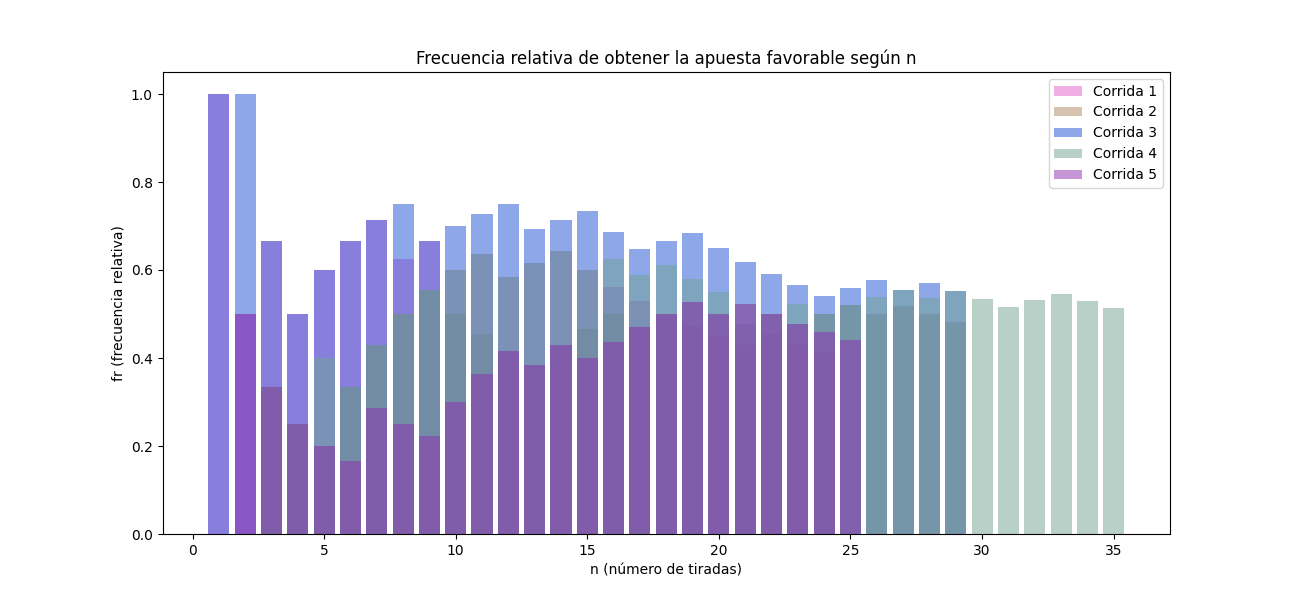 Frecuencia relativa de obtener la apuesta favorable según n
Corrida 1
Corrida 2
Corrida 3
Corrida 4
Corrida 5
fr (frecuencia relativa)
1.0
0.8
0.6
0.4
0.2
0.0
0 5 10 15 20 25 30 35
n (número de tiradas)